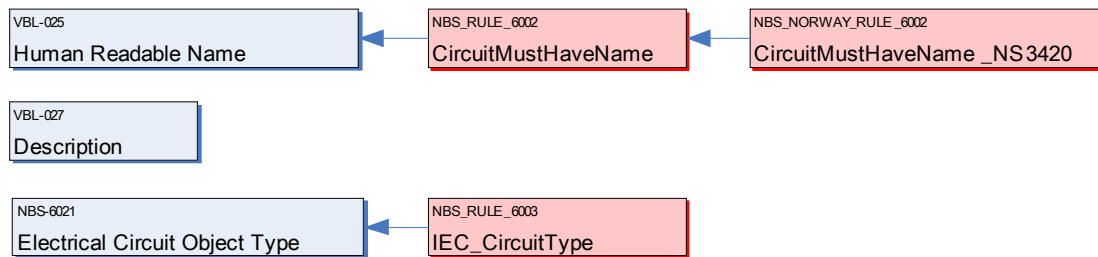 VBL-025
Human Readable Name
NBS_RULE_6002
CircuitMustHaveName
NBS_NORWAY_RULE_6002
CircuitMustHaveName _NS3420
VBL-027
Description
NBS-6021
Electrical Circuit Object Type
NBS_RULE_6003
IEC_CircuitType